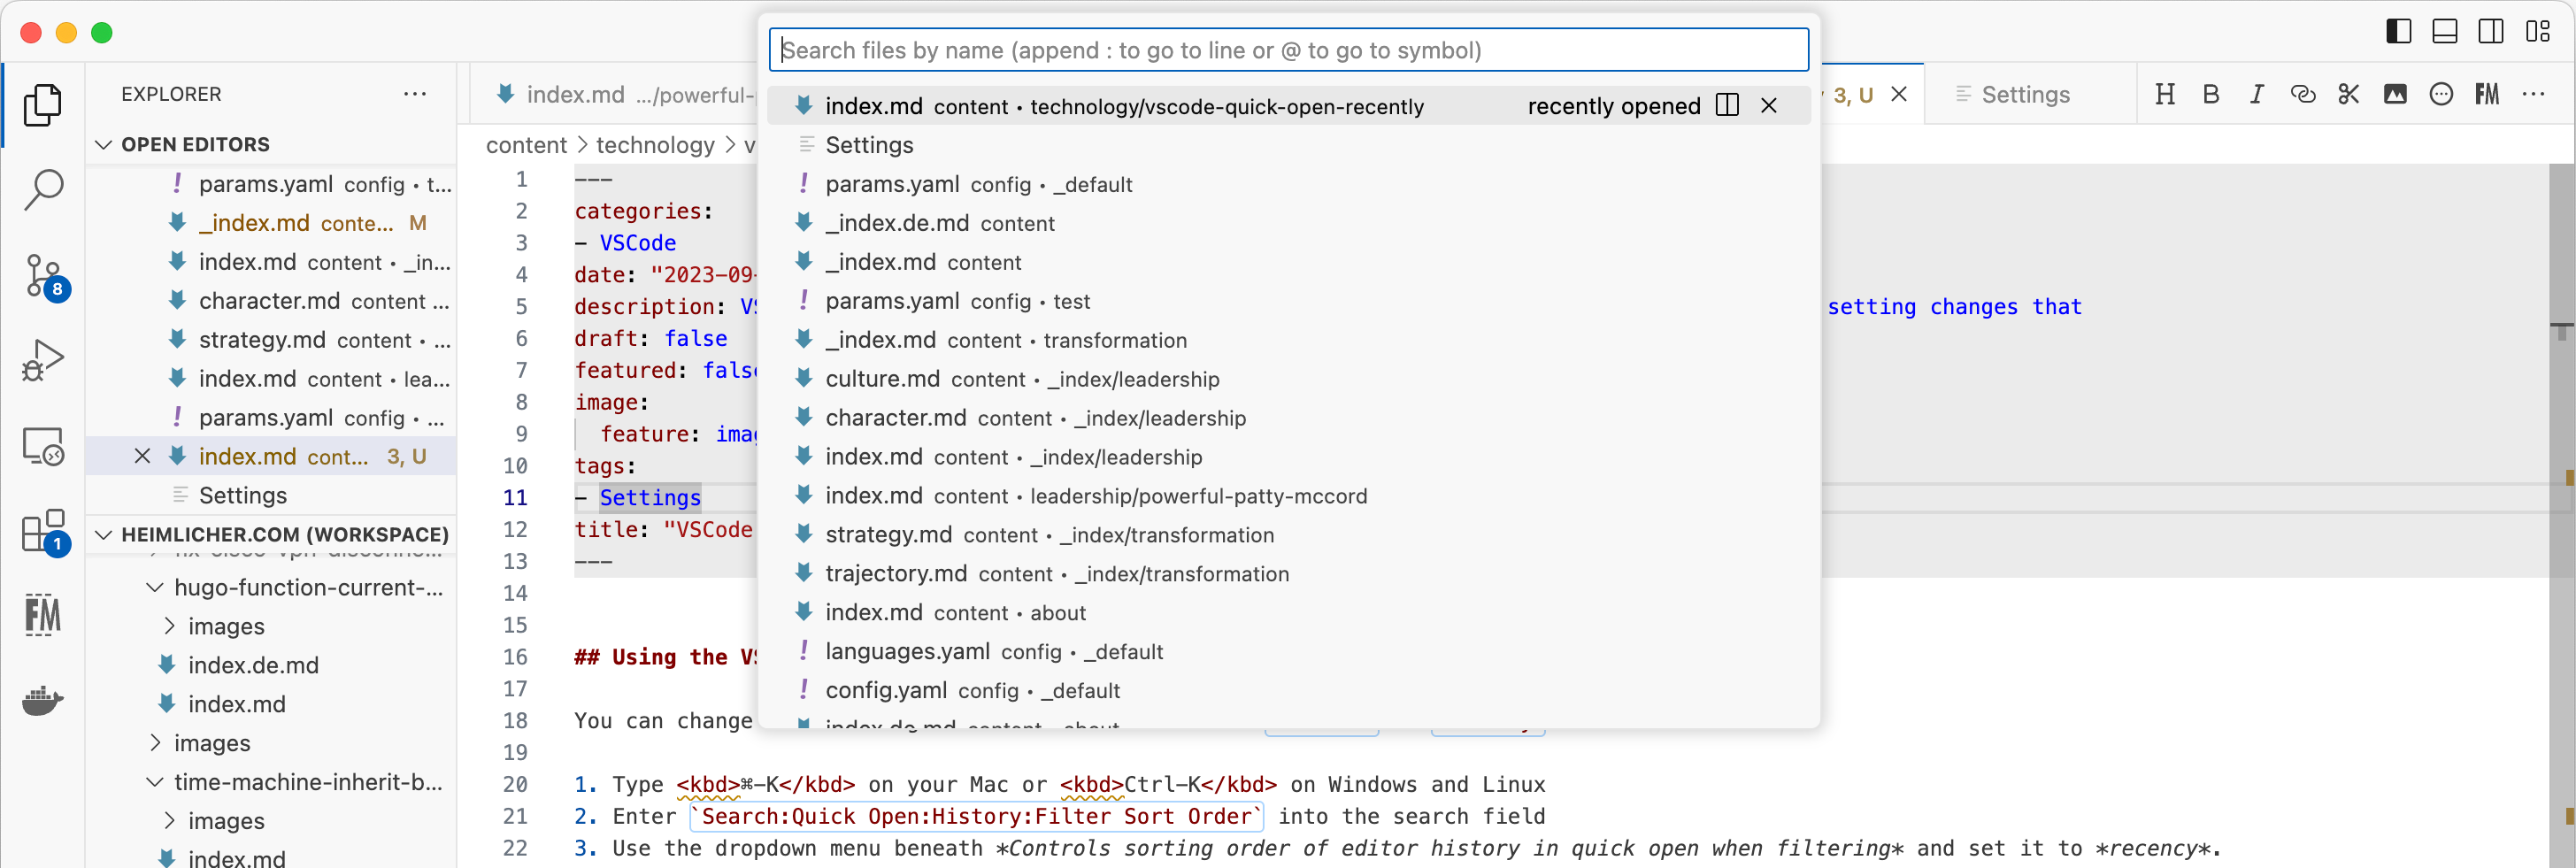 Search files by name (append : to go to line or @ to go to symbol)
index.md content • technology/vscode-quick-open-recently recently opened
Settings
params.yaml config • _default
_index.de.md content
_index.md content
params.yaml config • test
_index.md content • transformation
culture.md content • _index/leadership
character.md content • _index/leadership
index.md content • _index/leadership
index.md content • leadership/powerful-patty-mccord
strategy.md content • _index/transformation
trajectory.md content • _index/transformation
index.md content • about
languages.yaml config • _default
config.yaml config • _default
index.de.md content • about
EXPLORER ...
OPEN EDITORS
! params.yaml config • t...
_index.md conte... M
index.md content • _in...
character.md content ...
strategy.md content • ...
index.md content • lea...
! params.yaml config • ...
index.md cont... 3, U
Settings
HEIMLICHER.COM (WORKSPACE)
hugo-function-current-...
images
index.de.md
index.md
images
time-machine-inherit-b...
images
index.md
8
1
FM
index.md .../powerful-
3, U
Settings
H B I FM ...
content > technology > v
1 ---
2 categories:
3 - VSCode
4 date: "2023-09-
5 description: VS setting changes that
6 draft: false
7 featured: false
8 image:
9 feature: imag
10 tags:
11 - Settings
12 title: "VSCode
13 ---
14
15
16 ## Using the VS
17
18 You can change
19
20 1. Type <kbd>⌘-K</kbd> on your Mac or <kbd>Ctrl-K</kbd> on Windows and Linux
21 2. Enter `Search:Quick Open:History:Filter Sort Order` into the search field
22 3. Use the dropdown menu beneath *Controls sorting order of editor history in quick open when filtering* and set it to *recency*.